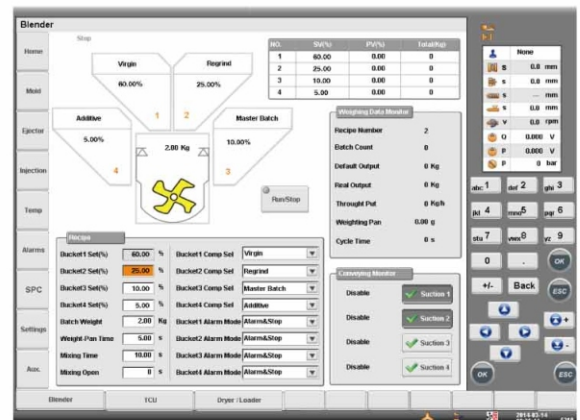 Blender
Stop
Home
Mold
Ejector
Injection
Temp
Alarms
SPC
Settings
Aux.
Virgin
60.00%
Regrind
25.00%
Additive
5.00%
Master Batch
10.00%
1
2
3
4
2.00 Kg
Run/Stop
NO. SV(%) PV(%) Total(Kg)
1 60.00 0.00 0
2 25.00 0.00 0
3 10.00 0.00 0
4 5.00 0.00 0
Weighing Data Monitor
Recipe Number 2
Batch Count 0
Default Output 0 Kg
Real Output 0 Kg
Throught Put 0 Kg/h
Weighting Pan 0.00 g
Cycle Time 0 s
Recipe
Bucket1 Set(%) 60.00 % Bucket1 Comp Sel Virgin
Bucket2 Set(%) 25.00 % Bucket2 Comp Sel Regrind
Bucket3 Set(%) 10.00 % Bucket3 Comp Sel Master Batch
Bucket4 Set(%) 5.00 % Bucket4 Comp Sel Additive
Batch Weight 2.00 Kg Bucket1 Alarm Mode Alarm&Stop
Weight-Pan Time 5.00 s Bucket2 Alarm Mode Alarm&Stop
Mixing Time 10.00 s Bucket3 Alarm Mode Alarm&Stop
Mixing Open 0 s Bucket4 Alarm Mode Alarm&Stop
Conveying Monitor
Disable Suction 1
Disable Suction 2
Disable Suction 3
Disable Suction 4
Blender TCU Dryer / Loader
None
S 0.0 mm
s 0.0 mm
s --- mm
s 0.0 mm
V 0.0 rpm
Q 0.000 V
P 0.000 V
P 0 bar
abc 1 def 2 ghi 3
jkl 4 mno 5 pqr 6
stu 7 vwx 8 yz 9
0 . OK
+/- Back ESC
+
-
OK ESC
2014-05-14